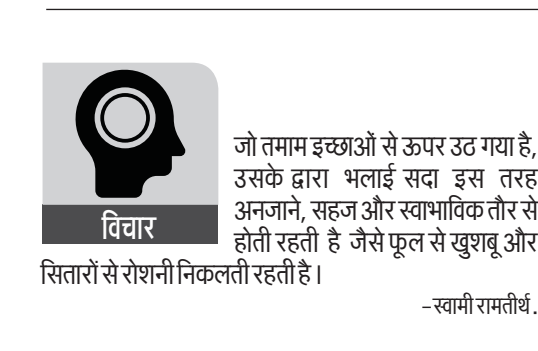 विचार
जो तमाम इच्छाओं से ऊपर उठ गया है,
उसके द्वारा भलाई सदा इस तरह
अनजाने, सहज और स्वाभाविक तौर से
होती रहती है जैसे फूल से खुशबू और
सितारों से रोशनी निकलती रहती है।
–स्वामी रामतीर्थ.